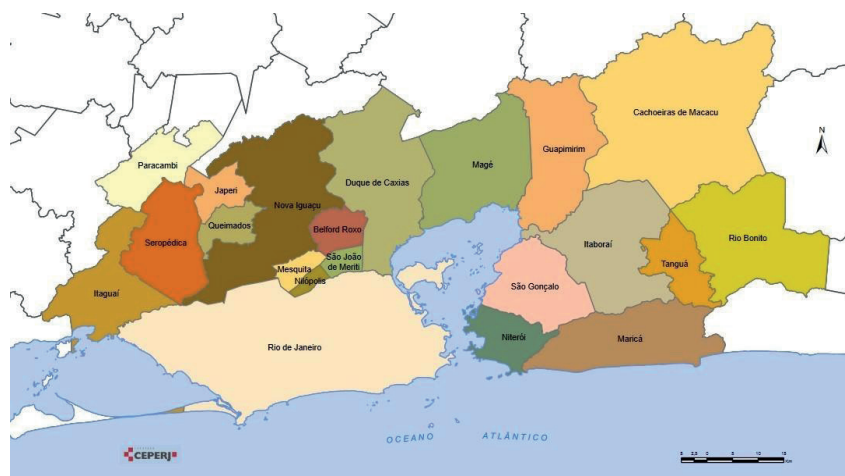 Cachoeiras de Macacu
N
Paracambi
Guapimirim
Magé
Japeri
Duque de Caxias
Nova Iguaçu
Queimados
Belford Roxo
Rio Bonito
Seropédica
Itaboraí
São João
de Meriti
Tanguá
Mesquita
Nilópolis
São Gonçalo
Itaguaí
Niterói
Maricá
Rio de Janeiro
OCEANO ATLÂNTICO
CEPERJ